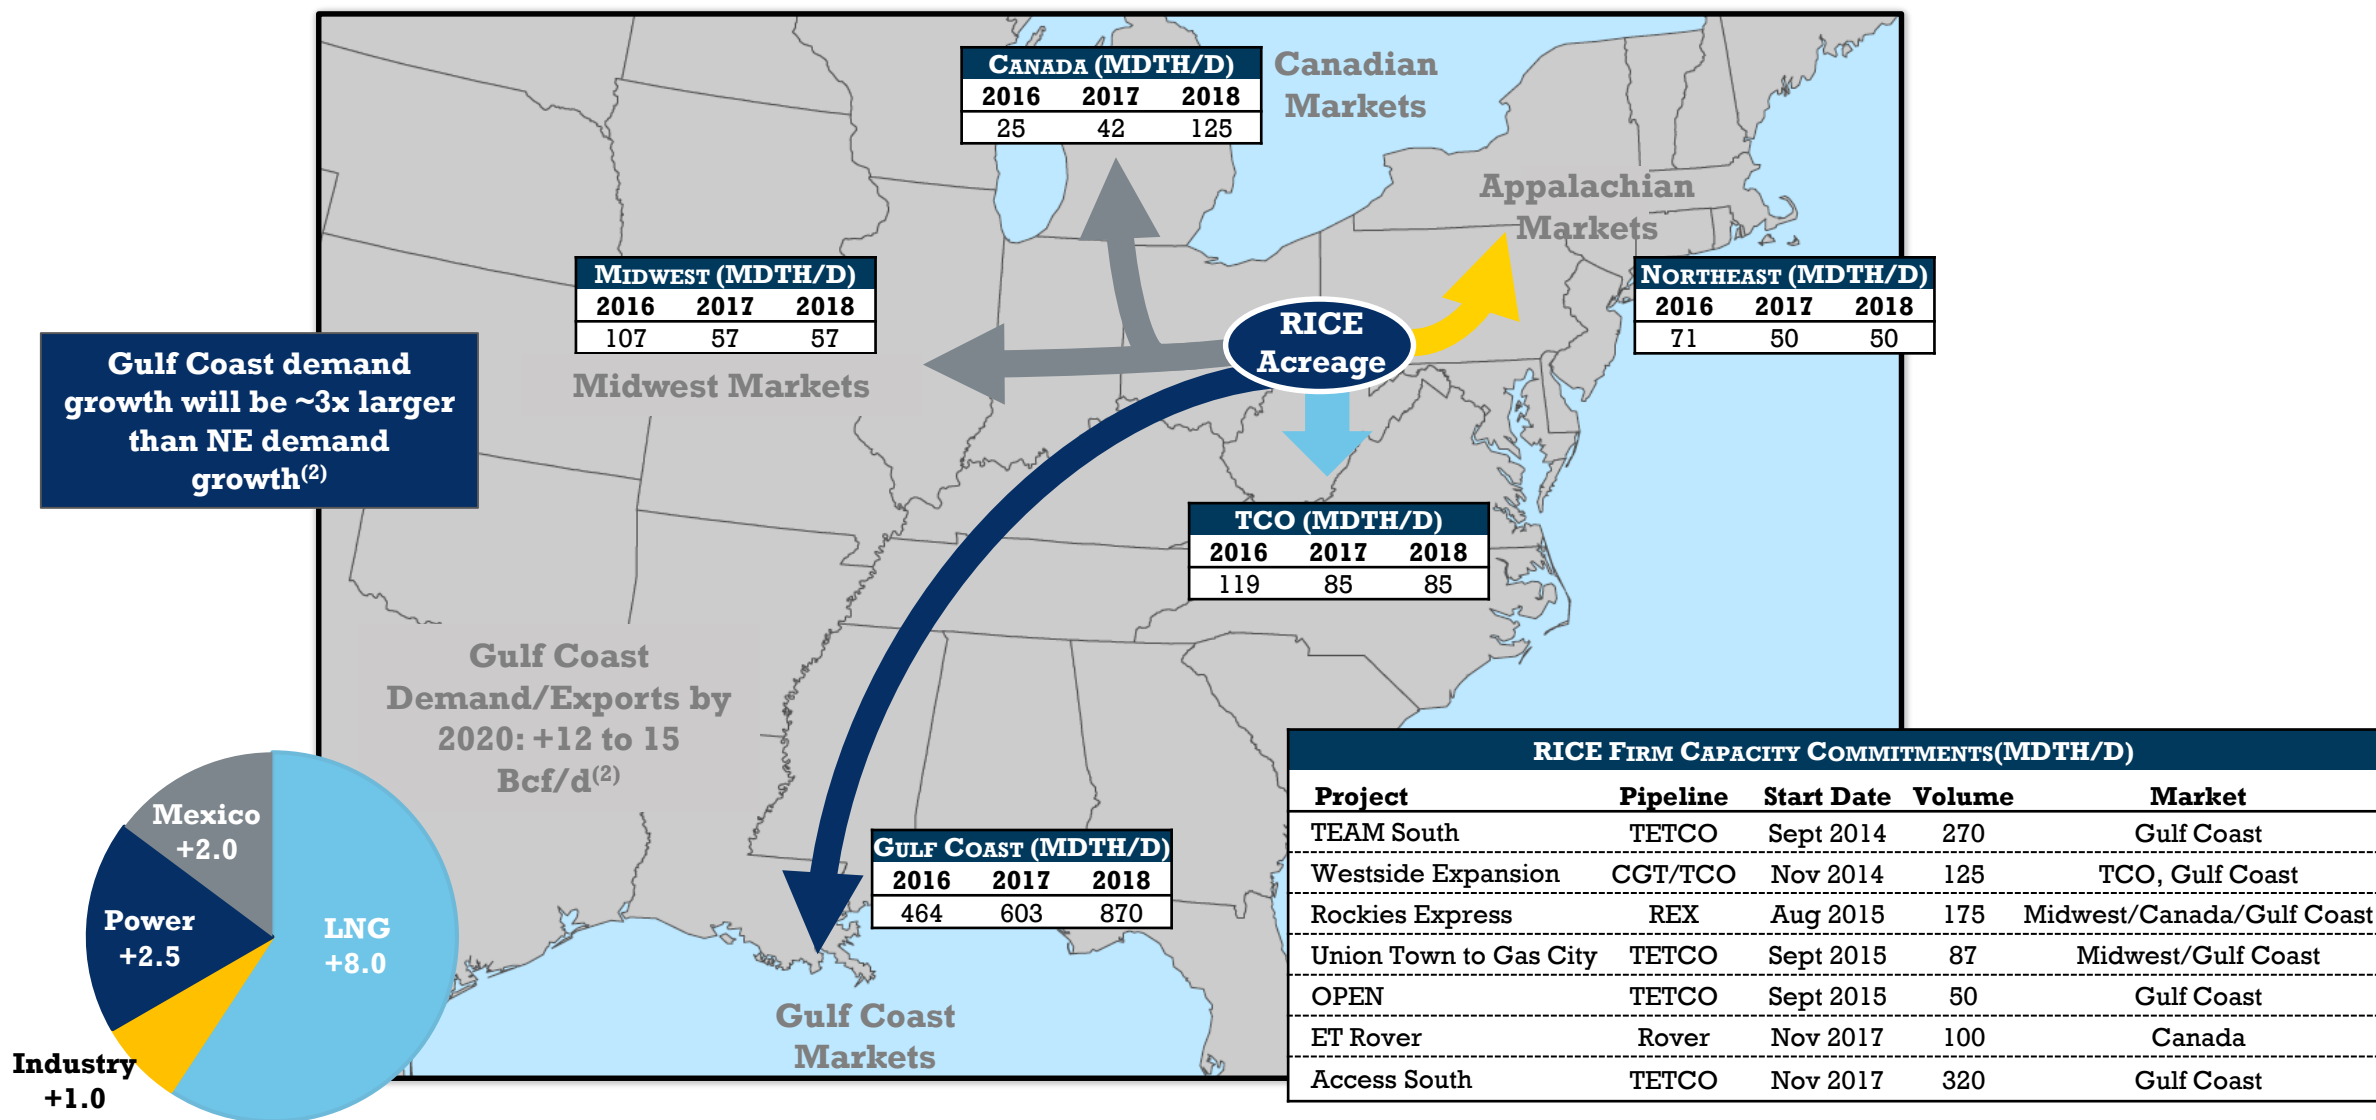 CANADA (MDTH/D)
2016 2017 2018
25 42 125
Canadian
Markets
Appalachian
Markets
MIDWEST (MDTH/D)
2016 2017 2018
107 57 57
Midwest Markets
NORTHEAST (MDTH/D)
2016 2017 2018
71 50 50
RICE
Acreage
Gulf Coast demand
growth will be ~3x larger
than NE demand
growth(2)
TCO (MDTH/D)
2016 2017 2018
119 85 85
Gulf Coast
Demand/Exports by
2020: +12 to 15
Bcf/d(2)
Mexico
+2.0
Power
+2.5
LNG
+8.0
Industry
+1.0
GULF COAST (MDTH/D)
2016 2017 2018
464 603 870
Gulf Coast
Markets
RICE FIRM CAPACITY COMMITMENTS(MDTH/D)
Project Pipeline Start Date Volume Market
TEAM South TETCO Sept 2014 270 Gulf Coast
Westside Expansion CGT/TCO Nov 2014 125 TCO, Gulf Coast
Rockies Express REX Aug 2015 175 Midwest/Canada/Gulf Coast
Union Town to Gas City TETCO Sept 2015 87 Midwest/Gulf Coast
OPEN TETCO Sept 2015 50 Gulf Coast
ET Rover Rover Nov 2017 100 Canada
Access South TETCO Nov 2017 320 Gulf Coast